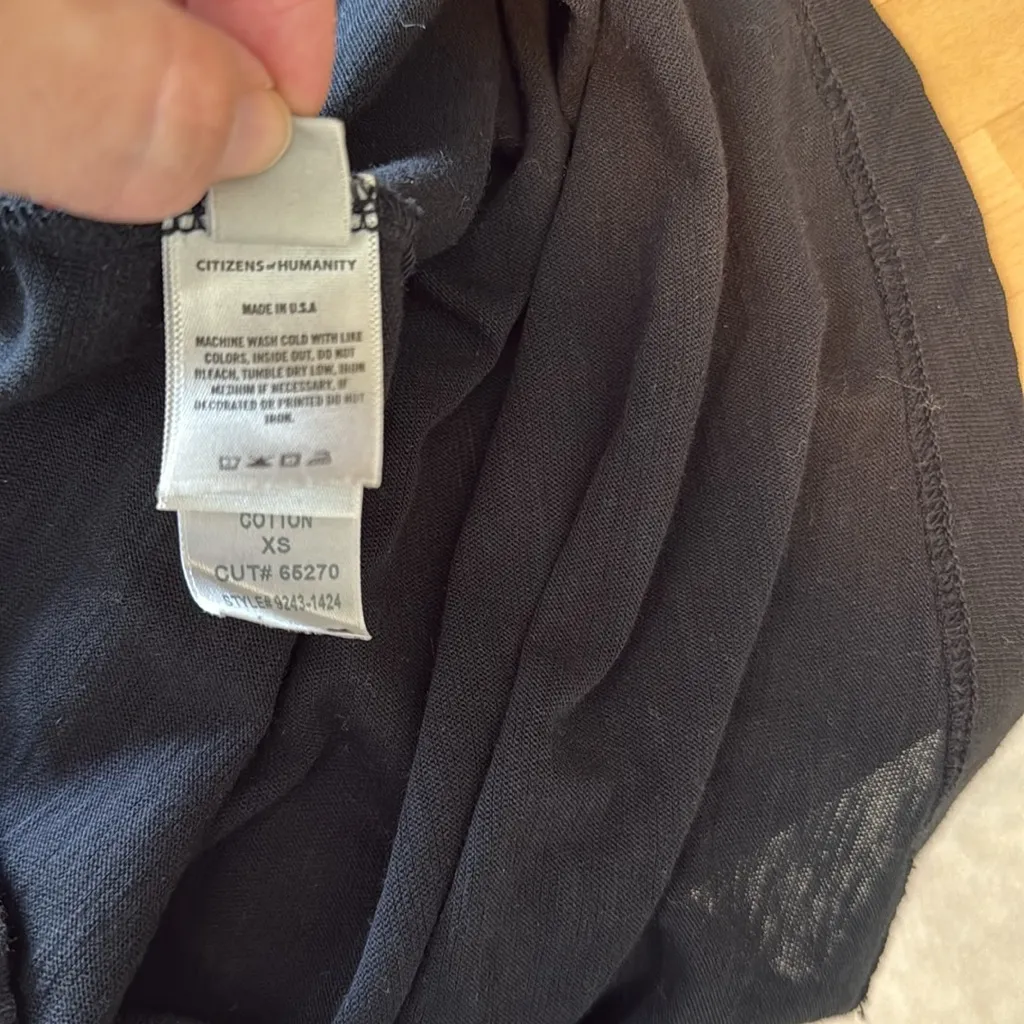 CITIZENS of HUMANITY
MADE IN U.S.A
MACHINE WASH COLD WITH LIKE
COLORS, INSIDE OUT, DO NOT
BLEACH, TUMBLE DRY LOW, IRON
MEDIUM IF NECESSARY, IF
DECORATED OR PRINTED DO NOT
IRON.
COTTON
XS
CUT# 65270
STYLE# 9243-1424